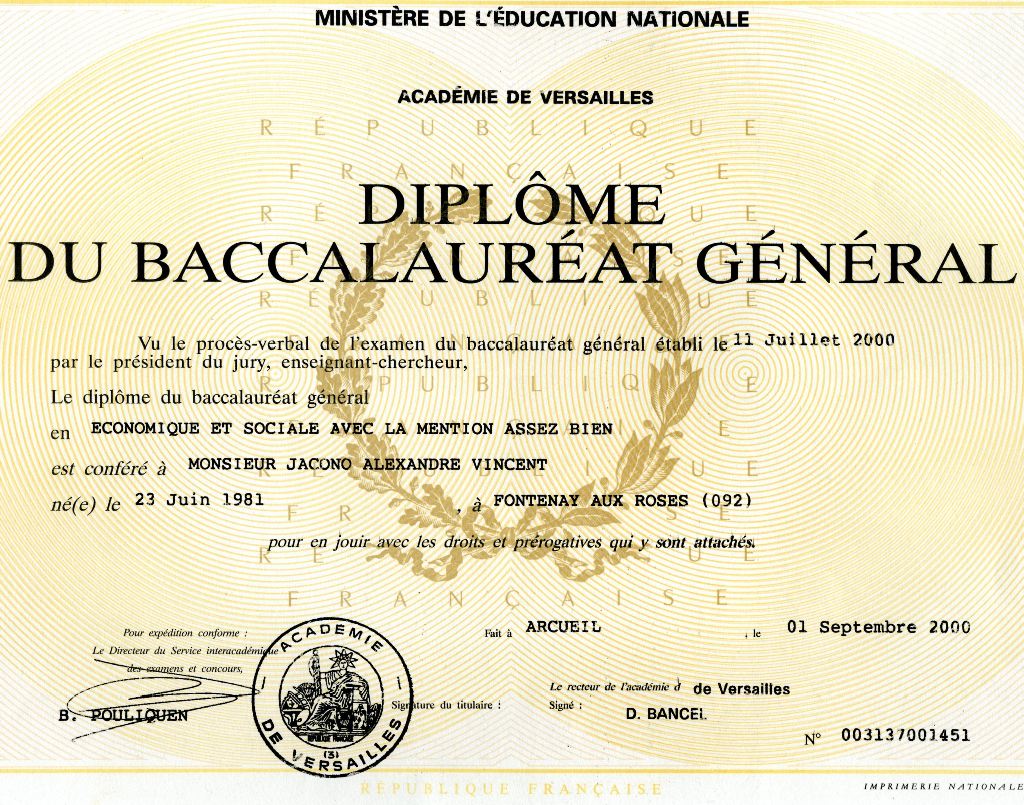 MINISTÈRE DE L'ÉDUCATION NATIONALE
ACADÉMIE DE VERSAILLES
RÉPUBLIQUE
FRANÇAISE
DIPLÔME
DU BACCALAURÉAT GÉNÉRAL
Vu le procès-verbal de l'examen du baccalauréat général établi le 11 Juillet 2000
par le président du jury, enseignant-chercheur,
Le diplôme du baccalauréat général
en ECONOMIQUE ET SOCIALE AVEC LA MENTION ASSEZ BIEN
est conféré à MONSIEUR JACONO ALEXANDRE VINCENT
né(e) le 23 Juin 1981 , à FONTENAY AUX ROSES (092)
pour en jouir avec les droits et prérogatives qui y sont attachés.
RÉPUBLIQUE
FRANÇAISE
Pour expédition conforme :
Le Directeur du Service interacadémique
des examens et concours,
B. POULIQUEN
ACADEMIE
DE VERSAILLES
(3)
Fait à ARCUEIL , le 01 Septembre 2000
Signature du titulaire :
Le recteur de l'académie d de Versailles
Signé : D. BANCEL
N° 003137001451
RÉPUBLIQUE FRANÇAISE
IMPRIMERIE NATIONALE